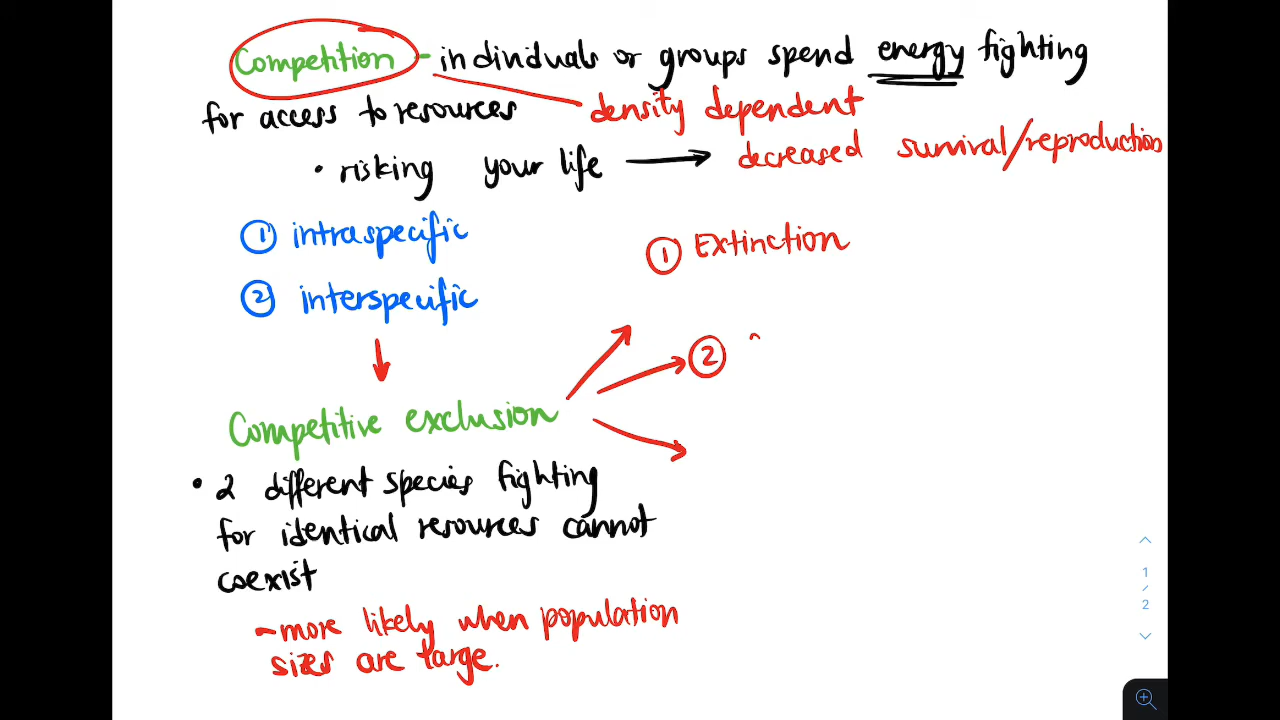 Competition - individuals or groups spend energy fighting
for access to resources
density dependent
• risking your life → decreased survival/reproduction
① intraspecific
② interspecific
Competitive exclusion
• 2 different species fighting
for identical resources cannot
coexist
- more likely when population
sizes are large.
① Extinction
②
1
/
2